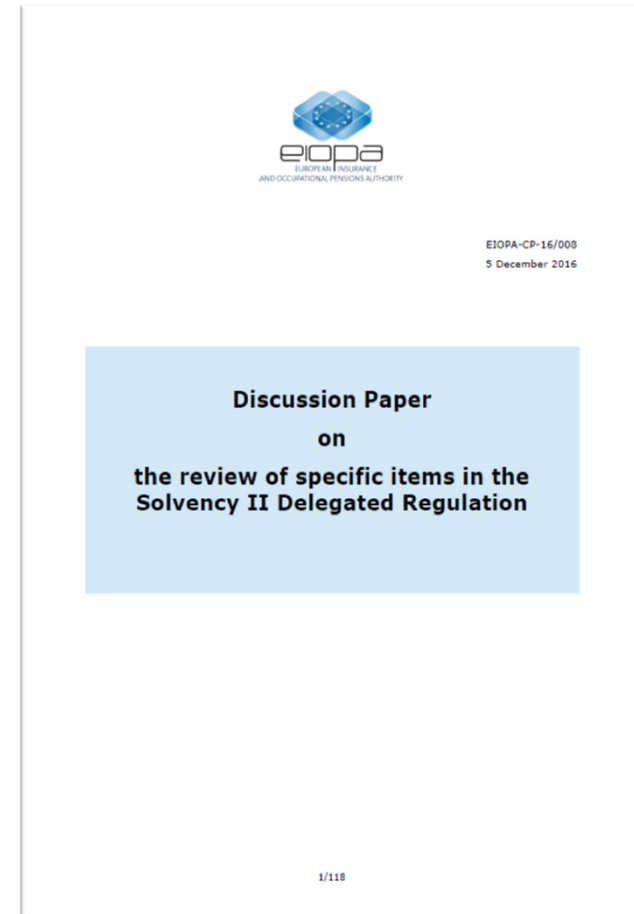 eiopa
EUROPEAN INSURANCE
AND OCCUPATIONAL PENSIONS AUTHORITY
EIOPA-CP-16/008
5 December 2016
Discussion Paper
on
the review of specific items in the
Solvency II Delegated Regulation
1/118